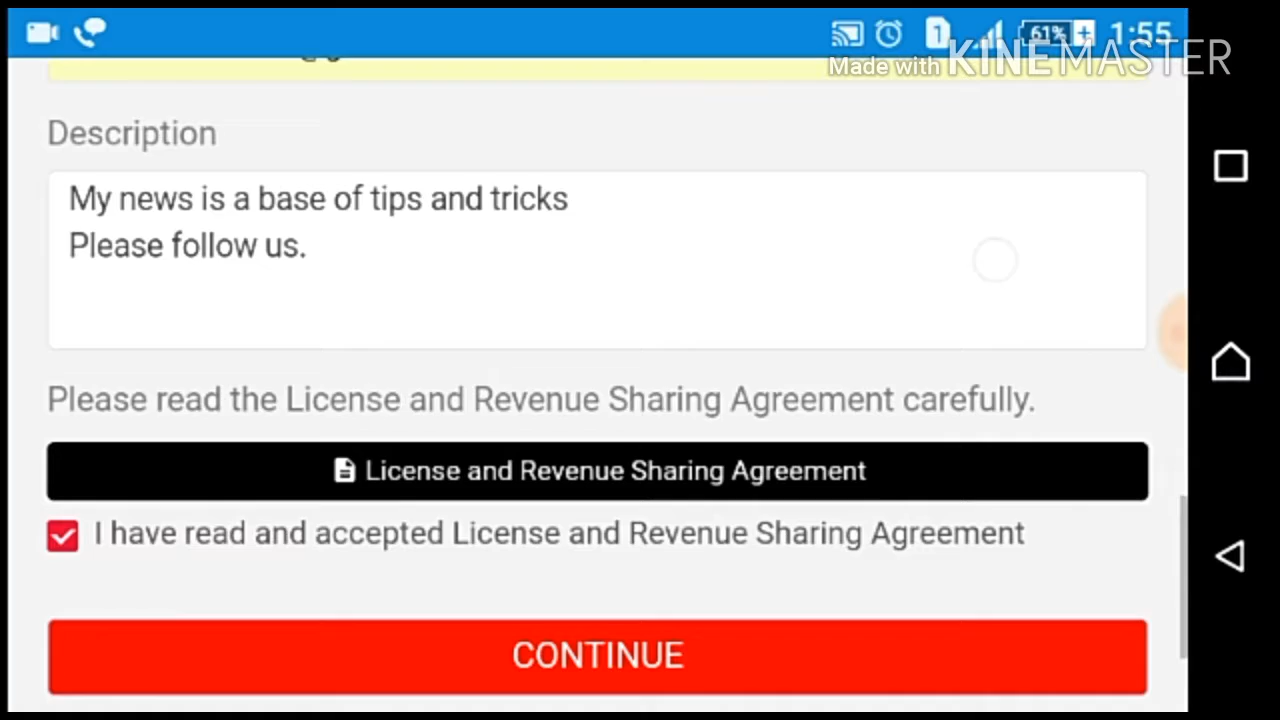 1 61% 1:55
Made with KINEMASTER
Description
My news is a base of tips and tricks
Please follow us.
Please read the License and Revenue Sharing Agreement carefully.
License and Revenue Sharing Agreement
I have read and accepted License and Revenue Sharing Agreement
CONTINUE